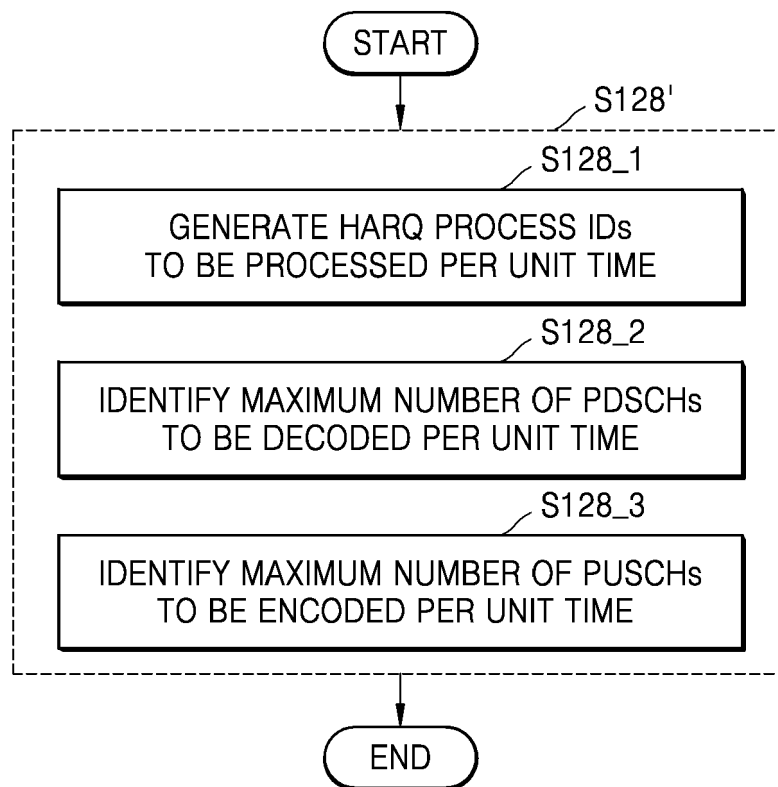 START
S128'
S128_1
GENERATE HARQ PROCESS IDs
TO BE PROCESSED PER UNIT TIME
S128_2
IDENTIFY MAXIMUM NUMBER OF PDSCHs
TO BE DECODED PER UNIT TIME
S128_3
IDENTIFY MAXIMUM NUMBER OF PUSCHs
TO BE ENCODED PER UNIT TIME
END